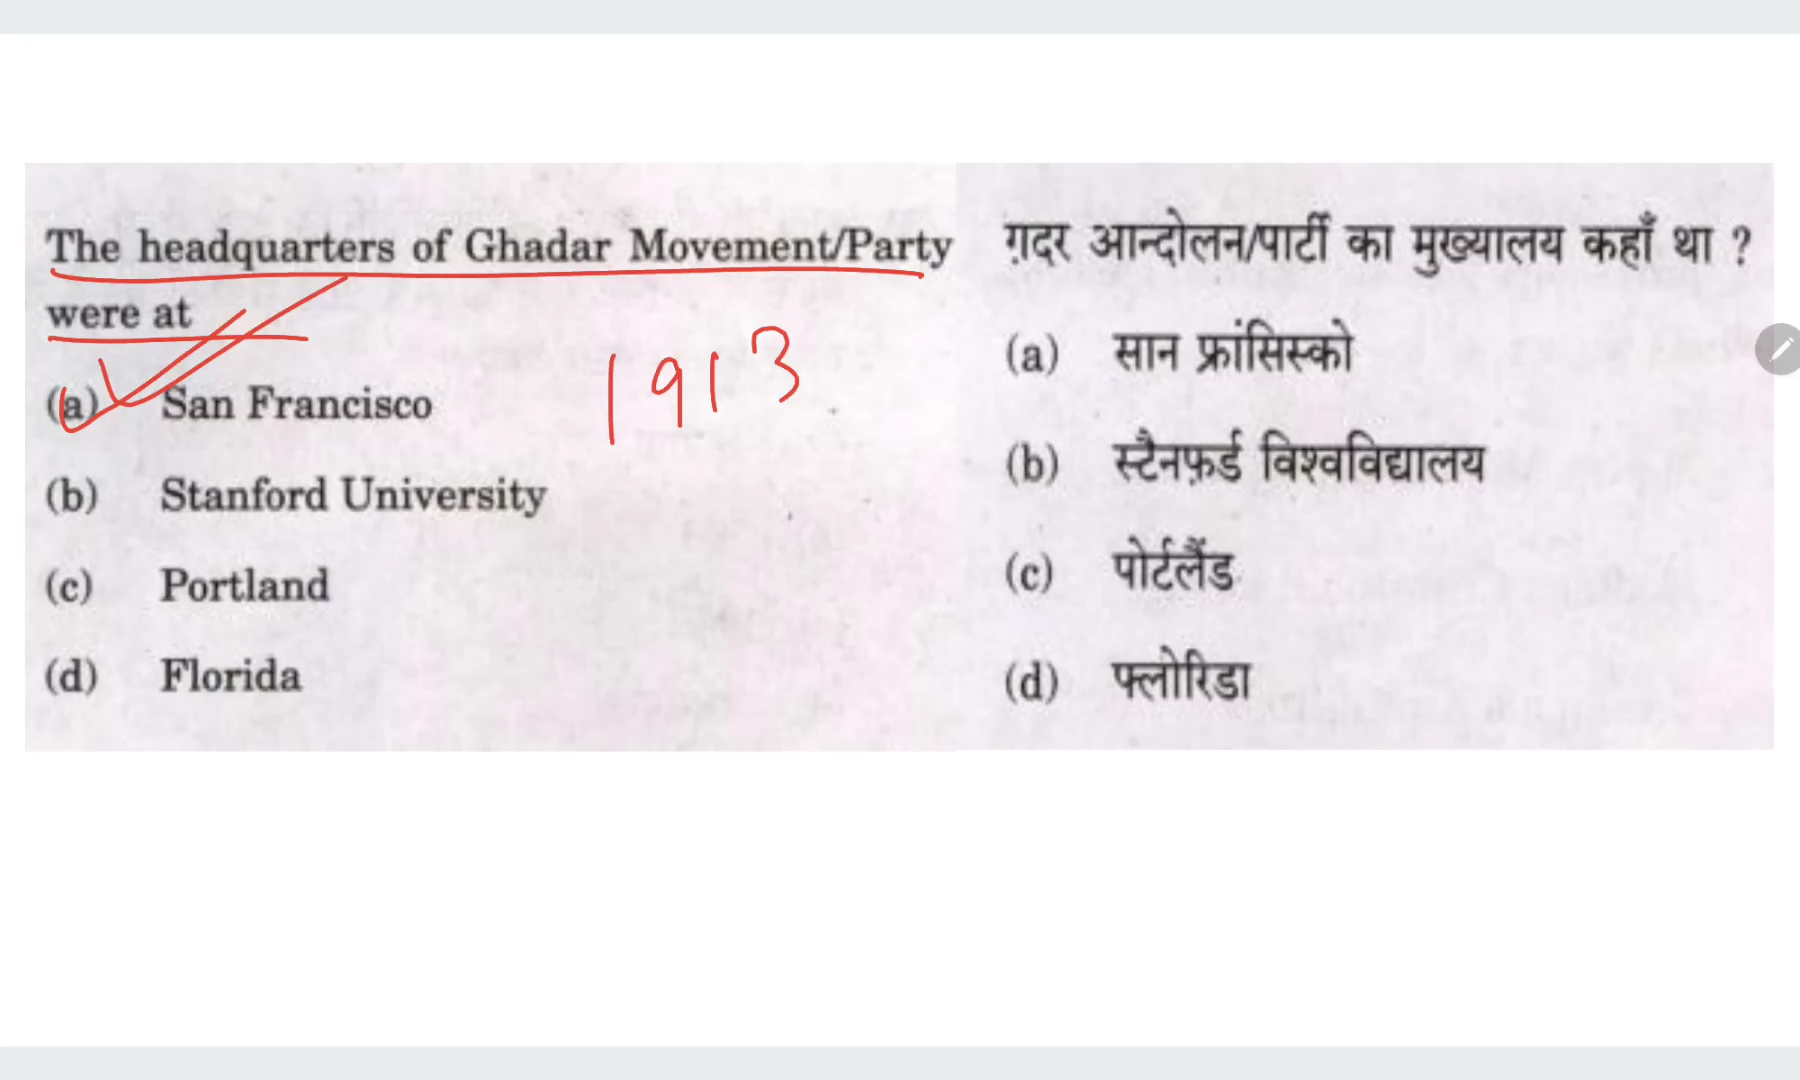 The headquarters of Ghadar Movement/Party
were at
(a) San Francisco
1913
(b) Stanford University
(c) Portland
(d) Florida
ग़दर आन्दोलन/पार्टी का मुख्यालय कहाँ था ?
(a) सान फ्रांसिस्को
(b) स्टैनफ़र्ड विश्वविद्यालय
(c) पोर्टलैंड
(d) फ्लोरिडा